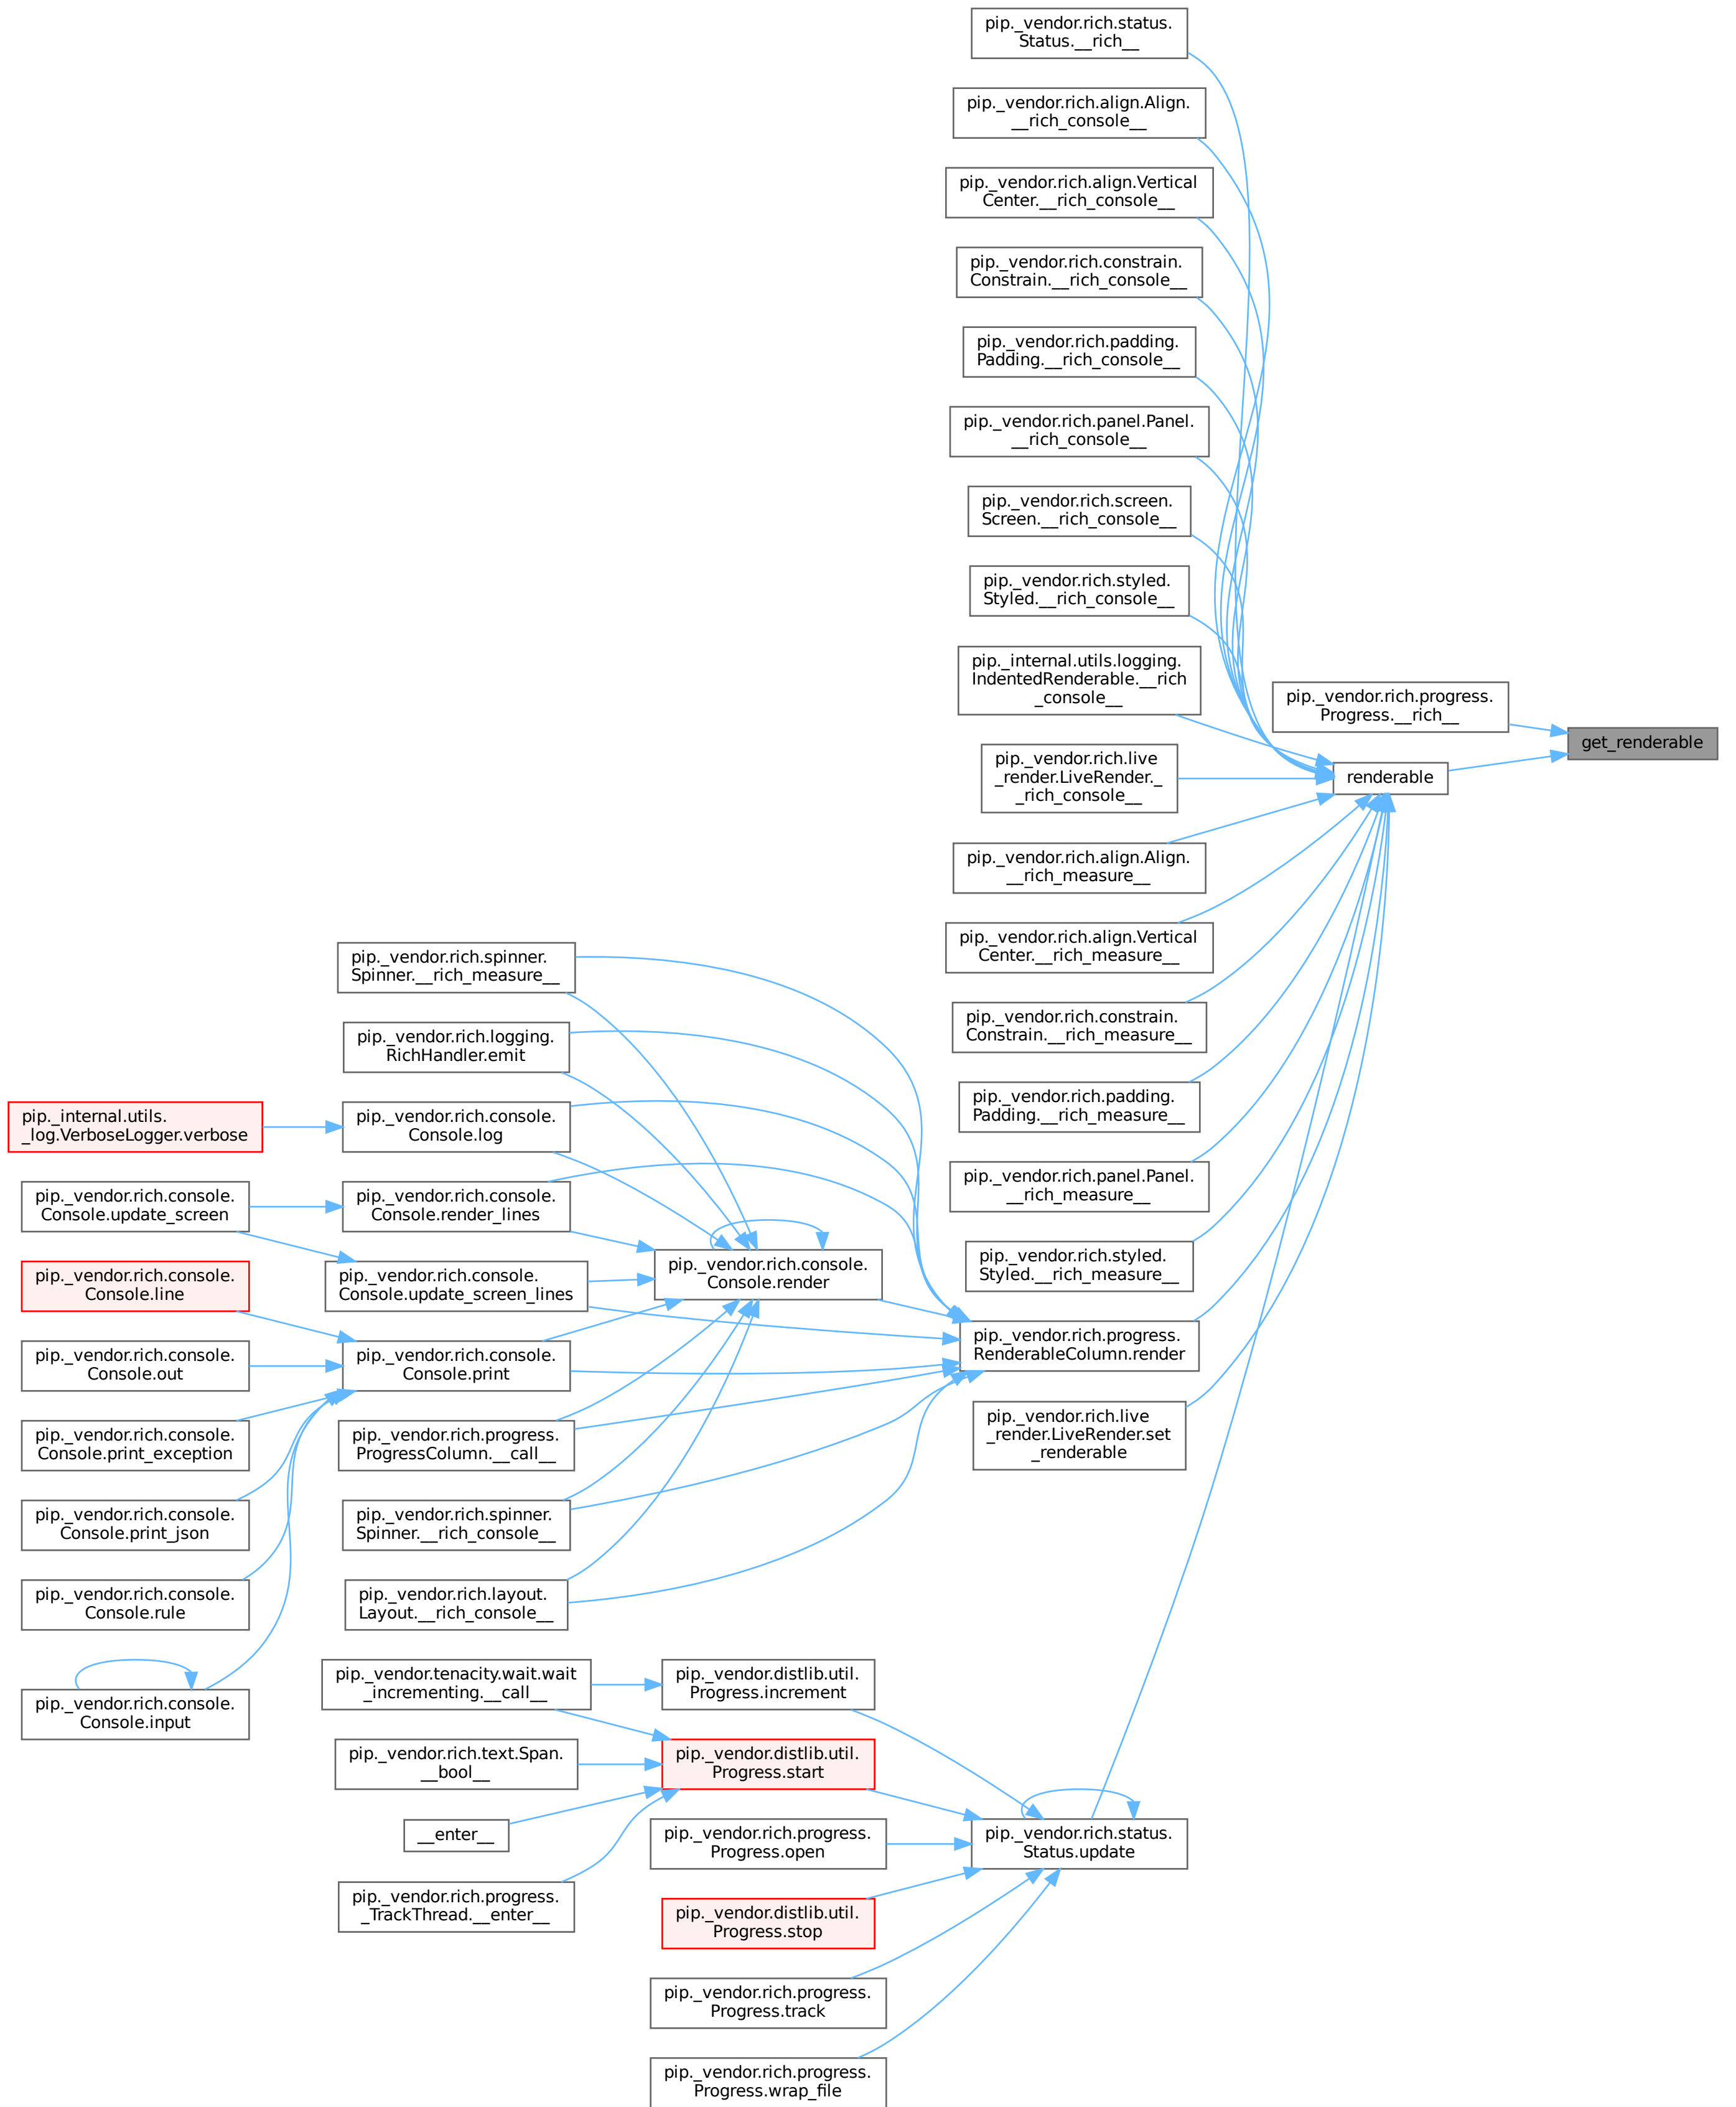 pip._vendor.rich.status.
Status.__rich__
pip._vendor.rich.align.Align.
__rich_console__
pip._vendor.rich.align.Vertical
Center.__rich_console__
pip._vendor.rich.constrain.
Constrain.__rich_console__
pip._vendor.rich.padding.
Padding.__rich_console__
pip._vendor.rich.panel.Panel.
__rich_console__
pip._vendor.rich.screen.
Screen.__rich_console__
pip._vendor.rich.styled.
Styled.__rich_console__
pip._internal.utils.logging.
IndentedRenderable.__rich
_console__
pip._vendor.rich.progress.
Progress.__rich__
get_renderable
renderable
pip._vendor.rich.live
_render.LiveRender._
_rich_console__
pip._vendor.rich.align.Align.
__rich_measure__
pip._vendor.rich.align.Vertical
Center.__rich_measure__
pip._vendor.rich.constrain.
Constrain.__rich_measure__
pip._vendor.rich.padding.
Padding.__rich_measure__
pip._vendor.rich.panel.Panel.
__rich_measure__
pip._vendor.rich.styled.
Styled.__rich_measure__
pip._vendor.rich.progress.
RenderableColumn.render
pip._vendor.rich.live
_render.LiveRender.set
_renderable
pip._vendor.rich.spinner.
Spinner.__rich_measure__
pip._vendor.rich.logging.
RichHandler.emit
pip._vendor.rich.console.
Console.log
pip._internal.utils.
_log.VerboseLogger.verbose
pip._vendor.rich.console.
Console.render_lines
pip._vendor.rich.console.
Console.update_screen
pip._vendor.rich.console.
Console.render
pip._vendor.rich.console.
Console.update_screen_lines
pip._vendor.rich.console.
Console.line
pip._vendor.rich.console.
Console.print
pip._vendor.rich.console.
Console.out
pip._vendor.rich.progress.
ProgressColumn.__call__
pip._vendor.rich.console.
Console.print_exception
pip._vendor.rich.spinner.
Spinner.__rich_console__
pip._vendor.rich.console.
Console.print_json
pip._vendor.rich.layout.
Layout.__rich_console__
pip._vendor.rich.console.
Console.rule
pip._vendor.rich.console.
Console.input
pip._vendor.tenacity.wait.wait
_incrementing.__call__
pip._vendor.distlib.util.
Progress.increment
pip._vendor.rich.text.Span.
__bool__
pip._vendor.distlib.util.
Progress.start
__enter__
pip._vendor.rich.progress.
Progress.open
pip._vendor.rich.status.
Status.update
pip._vendor.rich.progress.
_TrackThread.__enter__
pip._vendor.distlib.util.
Progress.stop
pip._vendor.rich.progress.
Progress.track
pip._vendor.rich.progress.
Progress.wrap_file